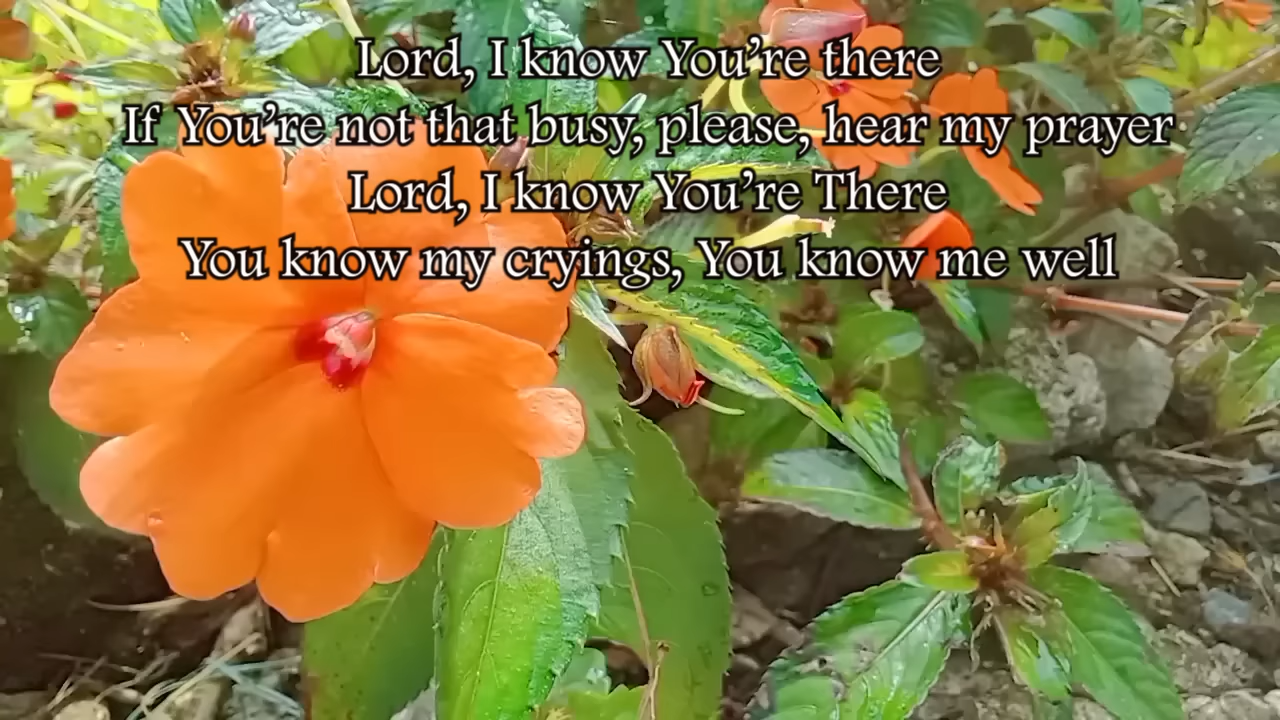 Lord, I know You're there
If You're not that busy, please, hear my prayer
Lord, I know You're There
You know my cryings, You know me well